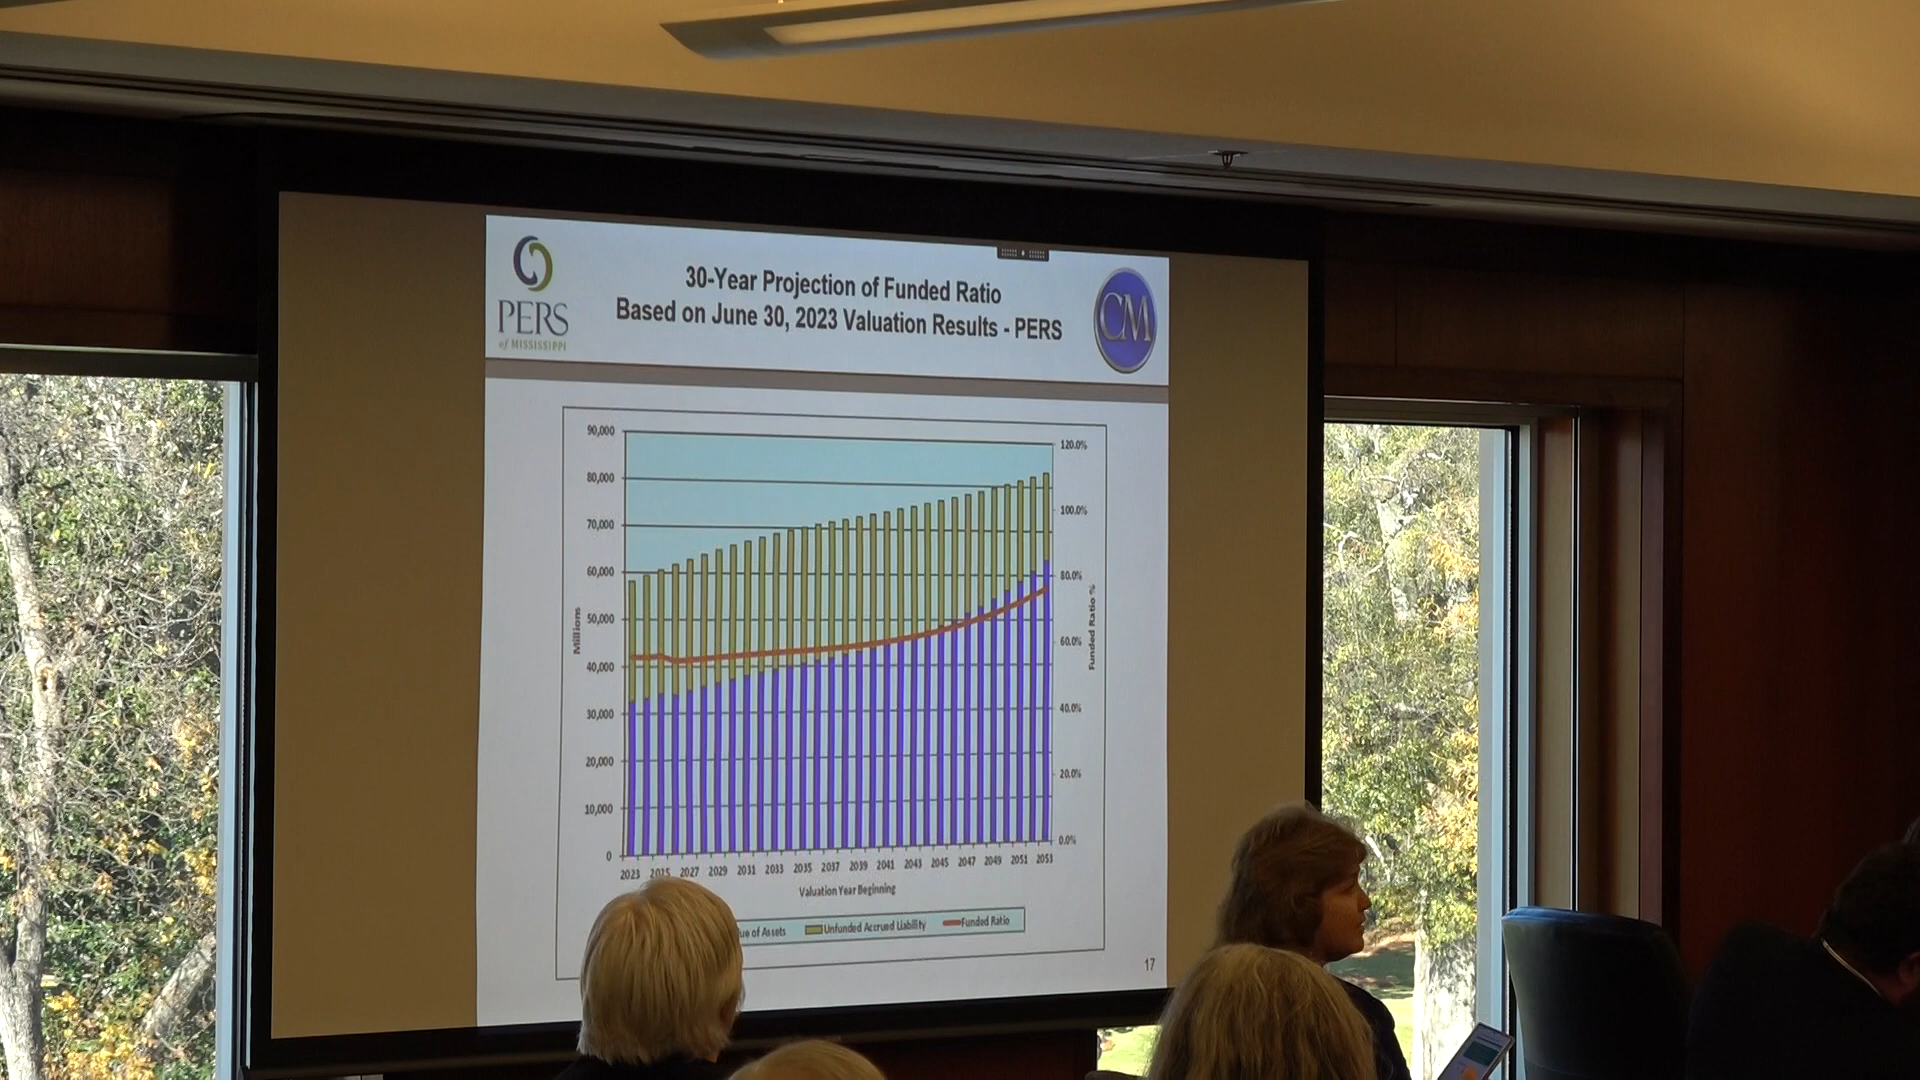 PERS
of MISSISSIPPI
30-Year Projection of Funded Ratio
Based on June 30, 2023 Valuation Results - PERS
CM
90,000
80,000
70,000
60,000
50,000
40,000
30,000
20,000
10,000
0
Millions
120.0%
100.0%
80.0%
60.0%
40.0%
20.0%
0.0%
Funded Ratio %
2023 2027 2029 2031 2033 2035 2037 2039 2041 2043 2045 2047 2049 2051 2053
Valuation Year Beginning
ue of Assets Unfunded Accrued Liability Funded Ratio
17